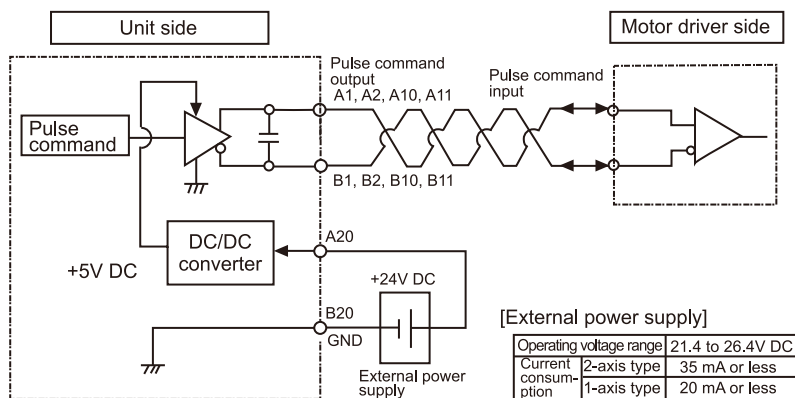 Unit side
Motor driver side
Pulse command
output
A1, A2, A10, A11
Pulse command
input
Pulse
command
B1, B2, B10, B11
DC/DC
converter
+5V DC
A20
+24V DC
B20
GND
External power
supply
[External power supply]
Operating voltage range 21.4 to 26.4V DC
Current
consum-
ption
2-axis type 35 mA or less
1-axis type 20 mA or less